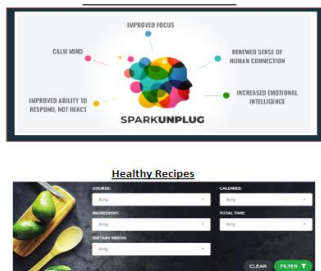 IMPROVED FOCUS
CALM MIND
RENEWED SENSE OF
HUMAN CONNECTION
IMPROVED ABILITY TO
RESPOND, NOT REACT
INCREASED EMOTIONAL
INTELLIGENCE
SPARKUNPLUG
Healthy Recipes
COURSE:
CALORIES:
Any
Any
INGREDIENT:
TOTAL TIME:
Any
Any
DIETARY NEEDS:
Any
CLEAR
FILTER